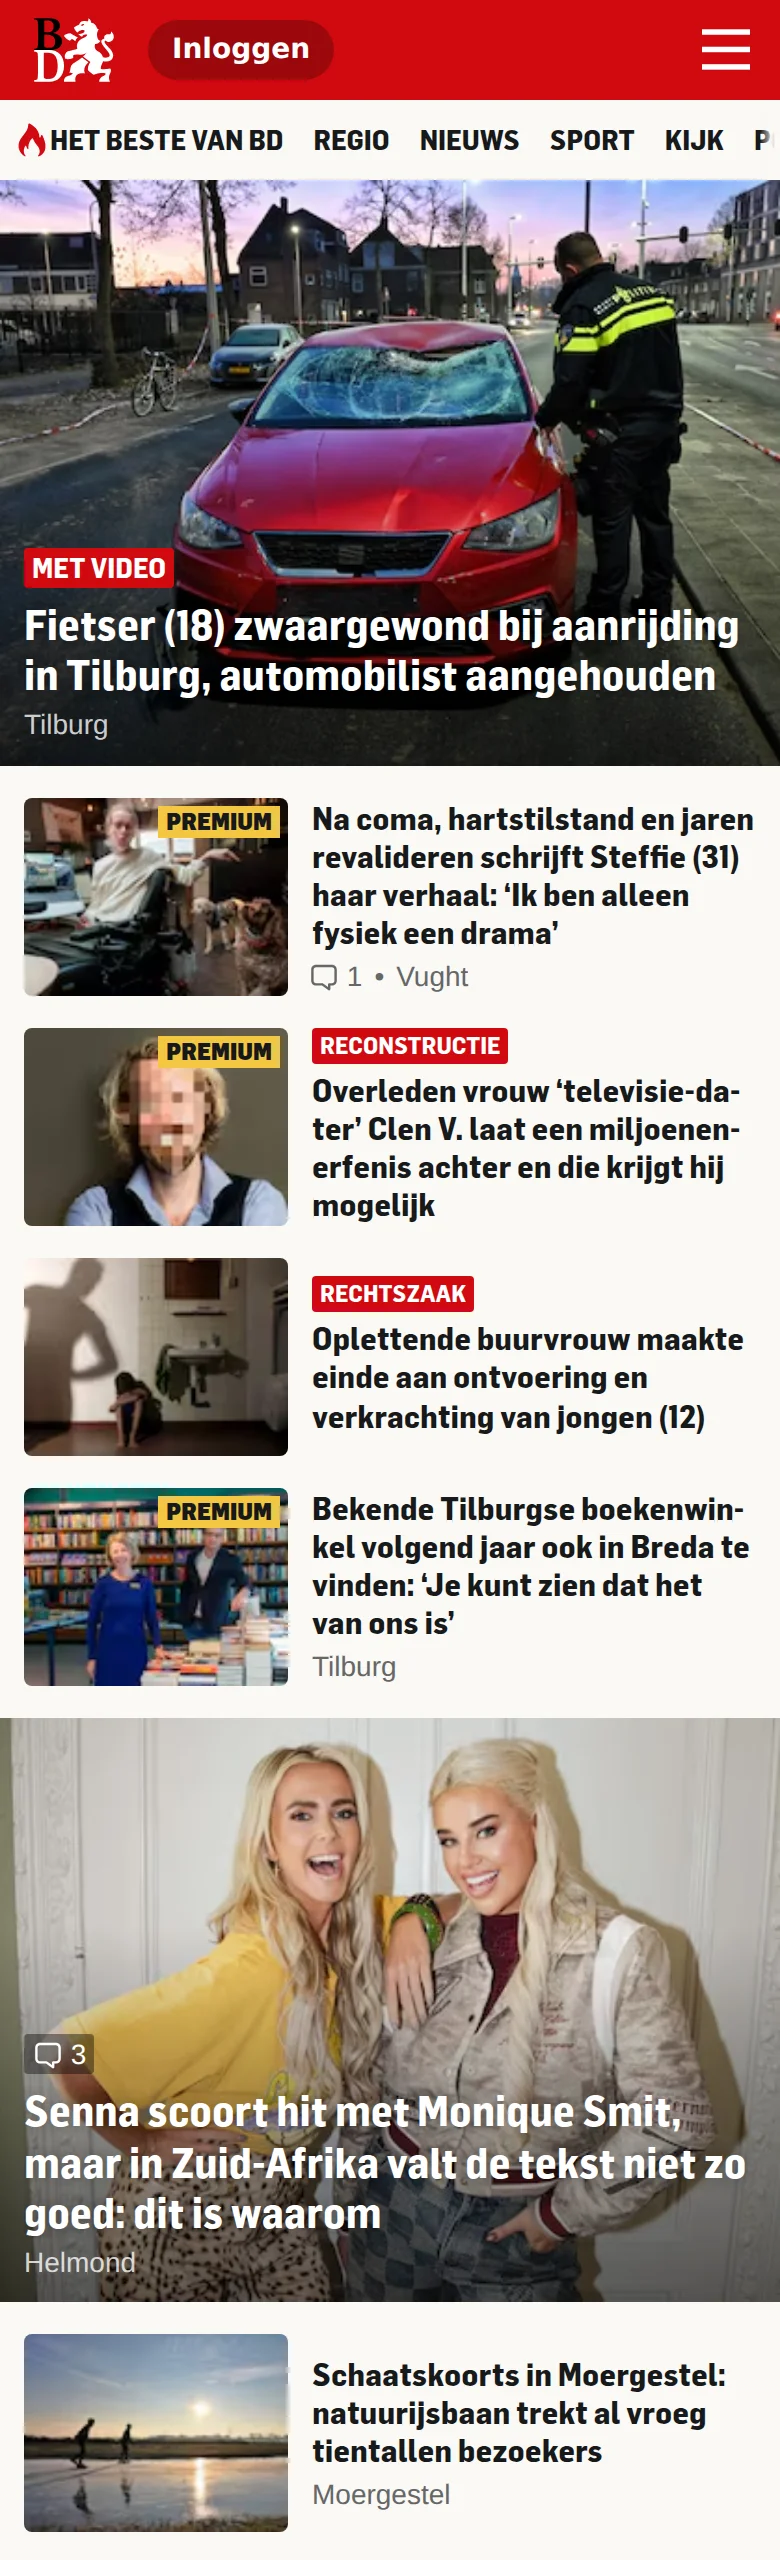 BD
Inloggen
HET BESTE VAN BD REGIO NIEUWS SPORT KIJK
MET VIDEO
Fietser (18) zwaargewond bij aanrijding
in Tilburg, automobilist aangehouden
Tilburg
PREMIUM
Na coma, hartstilstand en jaren
revalideren schrijft Steffie (31)
haar verhaal: ‘Ik ben alleen
fysiek een drama’
1 • Vught
PREMIUM
RECONSTRUCTIE
Overleden vrouw ‘televisie-da-
ter’ Clen V. laat een miljoenen-
erfenis achter en die krijgt hij
mogelijk
RECHTSZAAK
Oplettende buurvrouw maakte
einde aan ontvoering en
verkrachting van jongen (12)
PREMIUM
Bekende Tilburgse boekenwin-
kel volgend jaar ook in Breda te
vinden: ‘Je kunt zien dat het
van ons is’
Tilburg
3
Senna scoort hit met Monique Smit,
maar in Zuid-Afrika valt de tekst niet zo
goed: dit is waarom
Helmond
Schaatskoorts in Moergestel:
natuurijsbaan trekt al vroeg
tientallen bezoekers
Moergestel